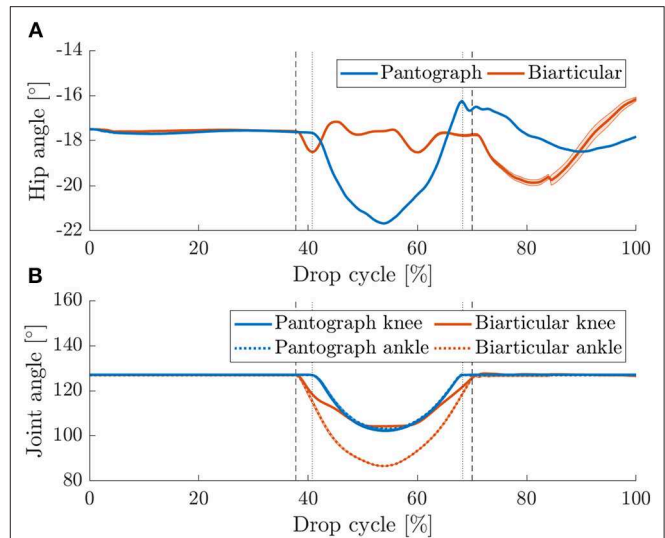 A
-14
-16
-18
-20
-22
Hip angle [°]
Pantograph Biarticular
0 20 40 60 80 100
Drop cycle [%]
B
160
140
120
100
80
Joint angle [°]
Pantograph knee Biarticular knee
Pantograph ankle Biarticular ankle
0 20 40 60 80 100
Drop cycle [%]